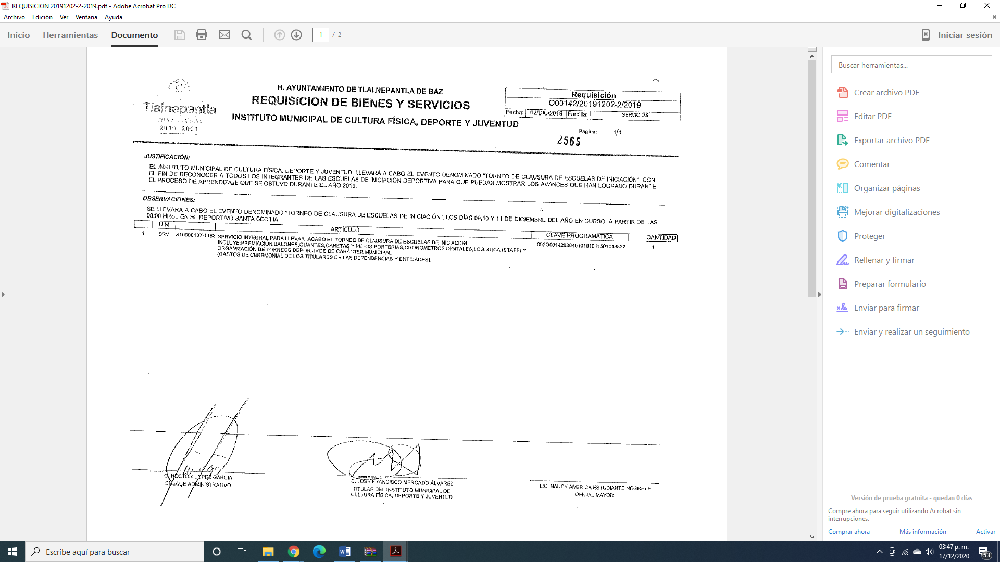 REQUISICION 20191202-2-2019.pdf - Adobe Acrobat Pro DC
Archivo Edición Ver Ventana Ayuda
Inicio Herramientas Documento 1 / 2 Iniciar sesión
Tlalnepantla
2019-2021
H. AYUNTAMIENTO DE TLALNEPANTLA DE BAZ
REQUISICION DE BIENES Y SERVICIOS
INSTITUTO MUNICIPAL DE CULTURA FÍSICA, DEPORTE Y JUVENTUD
Requisición
O00142/20191202-2/2019
Fecha: 02/DIC/2019 Familia: SERVICIOS
Pagina: 1/1
2565
JUSTIFICACIÓN:
EL INSTITUTO MUNICIPAL DE CULTURA FÍSICA, DEPORTE Y JUVENTUD, LLEVARÁ A CABO EL EVENTO DENOMINADO "TORNEO DE CLAUSURA DE ESCUELAS DE INICIACIÓN", CON
EL FIN DE RECONOCER A TODOS LOS INTEGRANTES DE LAS ESCUELAS DE INICIACIÓN DEPORTIVA PARA QUE PUEDAN MOSTRAR LOS AVANCES QUE HAN LOGRADO DURANTE
EL PROCESO DE APRENDIZAJE QUE SE OBTUVO DURANTE EL AÑO 2019.
OBSERVACIONES:
SE LLEVARÁ A CABO EL EVENTO DENOMINADO "TORNEO DE CLAUSURA DE ESCUELAS DE INICIACIÓN", LOS DÍAS 09,10 Y 11 DE DICIEMBRE DEL AÑO EN CURSO, A PARTIR DE LAS
08:00 HRS., EN EL DEPORTIVO SANTA CECILIA.
U.M. ARTÍCULO CLAVE PROGRAMÁTICA CANTIDAD
1 SRV 810000107-1183 SERVICIO INTEGRAL PARA LLEVAR ACABO EL TORNEO DE CLAUSURA DE ESCUELAS DE INICIACION 092O001420204010101011501013822 1
INCLUYE:PREMIACIÓN,BALONES,GUANTES,CARETAS Y PETOS,PORTERIAS,CRONOMETROS DIGITALES,LOGISTICA (STAFF) Y
ORGANIZACIÓN DE TORNEOS DEPORTIVOS DE CARÁCTER MUNICIPAL
(GASTOS DE CEREMONIAL DE LOS TITULARES DE LAS DEPENDENCIAS Y ENTIDADES).
C. HECTOR LOPEZ GARCIA
ENLACE ADMINISTRATIVO
C. JOSÉ FRANCISCO MERCADO ÁLVAREZ
TITULAR DEL INSTITUTO MUNICIPAL DE
CULTURA FÍSICA, DEPORTE Y JUVENTUD
LIC. NANCY AMERICA ESTUDIANTE NEGRETE
OFICIAL MAYOR
Buscar herramientas...
Crear archivo PDF
Editar PDF
Exportar archivo PDF
Comentar
Organizar páginas
Mejorar digitalizaciones
Proteger
Rellenar y firmar
Preparar formulario
Enviar para firmar
Enviar y realizar un seguimiento
Versión de prueba gratuita - quedan 0 días
Compre ahora para seguir utilizando Acrobat sin
interrupciones.
Comprar ahora Más información Activar
Escribe aquí para buscar
03:47 p. m.
17/12/2020
53